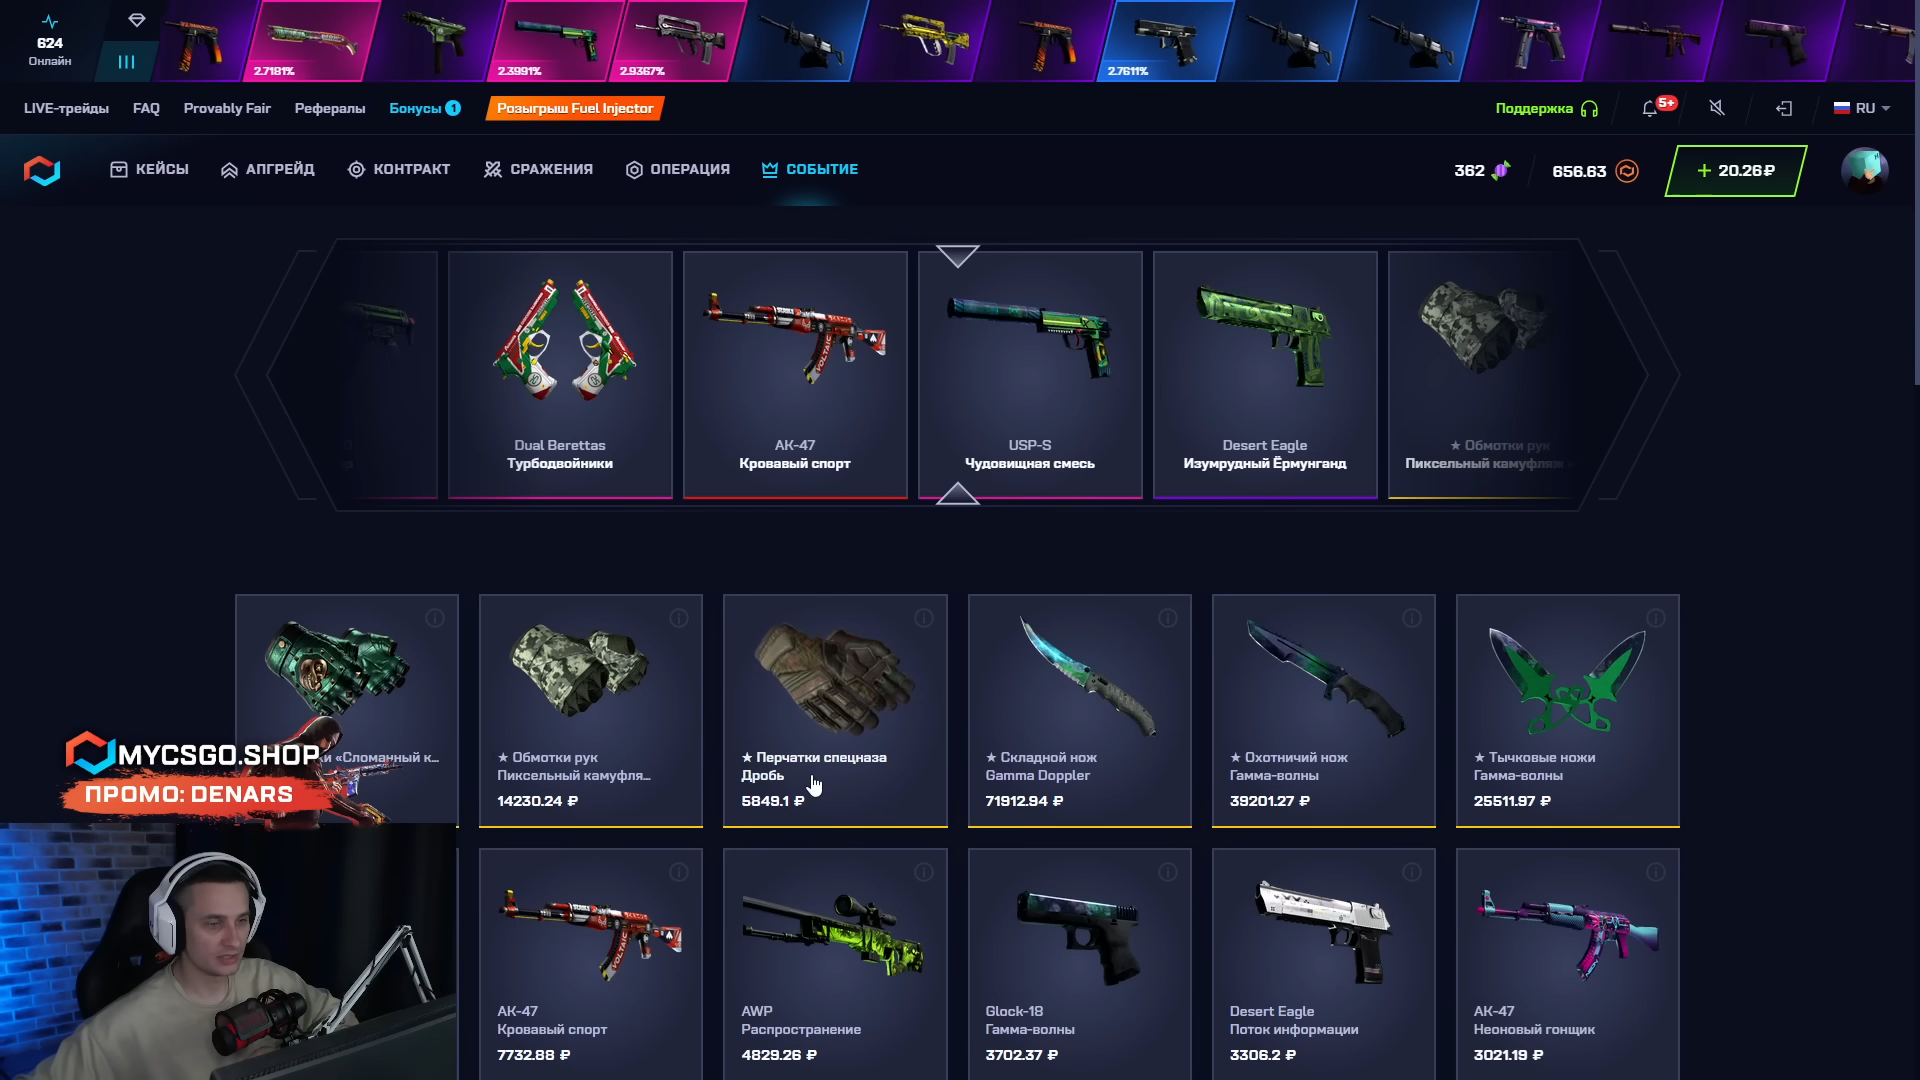 624
Онлайн
2.7181%
2.3991%
2.9367%
2.7611%
LIVE-трейды
FAQ
Provably Fair
Рефералы
Бонусы 1
Розыгрыш Fuel Injector
Поддержка
5+
RU
КЕЙСЫ
АПГРЕЙД
КОНТРАКТ
СРАЖЕНИЯ
ОПЕРАЦИЯ
СОБЫТИЕ
362
656.63
+ 20.26 ₽
Dual Berettas
Турбодвойники
AK-47
Кровавый спорт
USP-S
Чудовищная смесь
Desert Eagle
Изумрудный Ёрмунганд
★ Обмотки рук
Пиксельный камуфляж
«Сломанный к...
★ Обмотки рук
Пиксельный камуфля...
14230.24 ₽
★ Перчатки спецназа
Дробь
5849.1 ₽
★ Складной нож
Gamma Doppler
71912.94 ₽
★ Охотничий нож
Гамма-волны
39201.27 ₽
★ Тычковые ножи
Гамма-волны
25511.97 ₽
MYCSGO.SHOP
ПРОМО: DENARS
AK-47
Кровавый спорт
7732.88 ₽
AWP
Распространение
4829.26 ₽
Glock-18
Гамма-волны
3702.37 ₽
Desert Eagle
Поток информации
3306.2 ₽
AK-47
Неоновый гонщик
3021.19 ₽